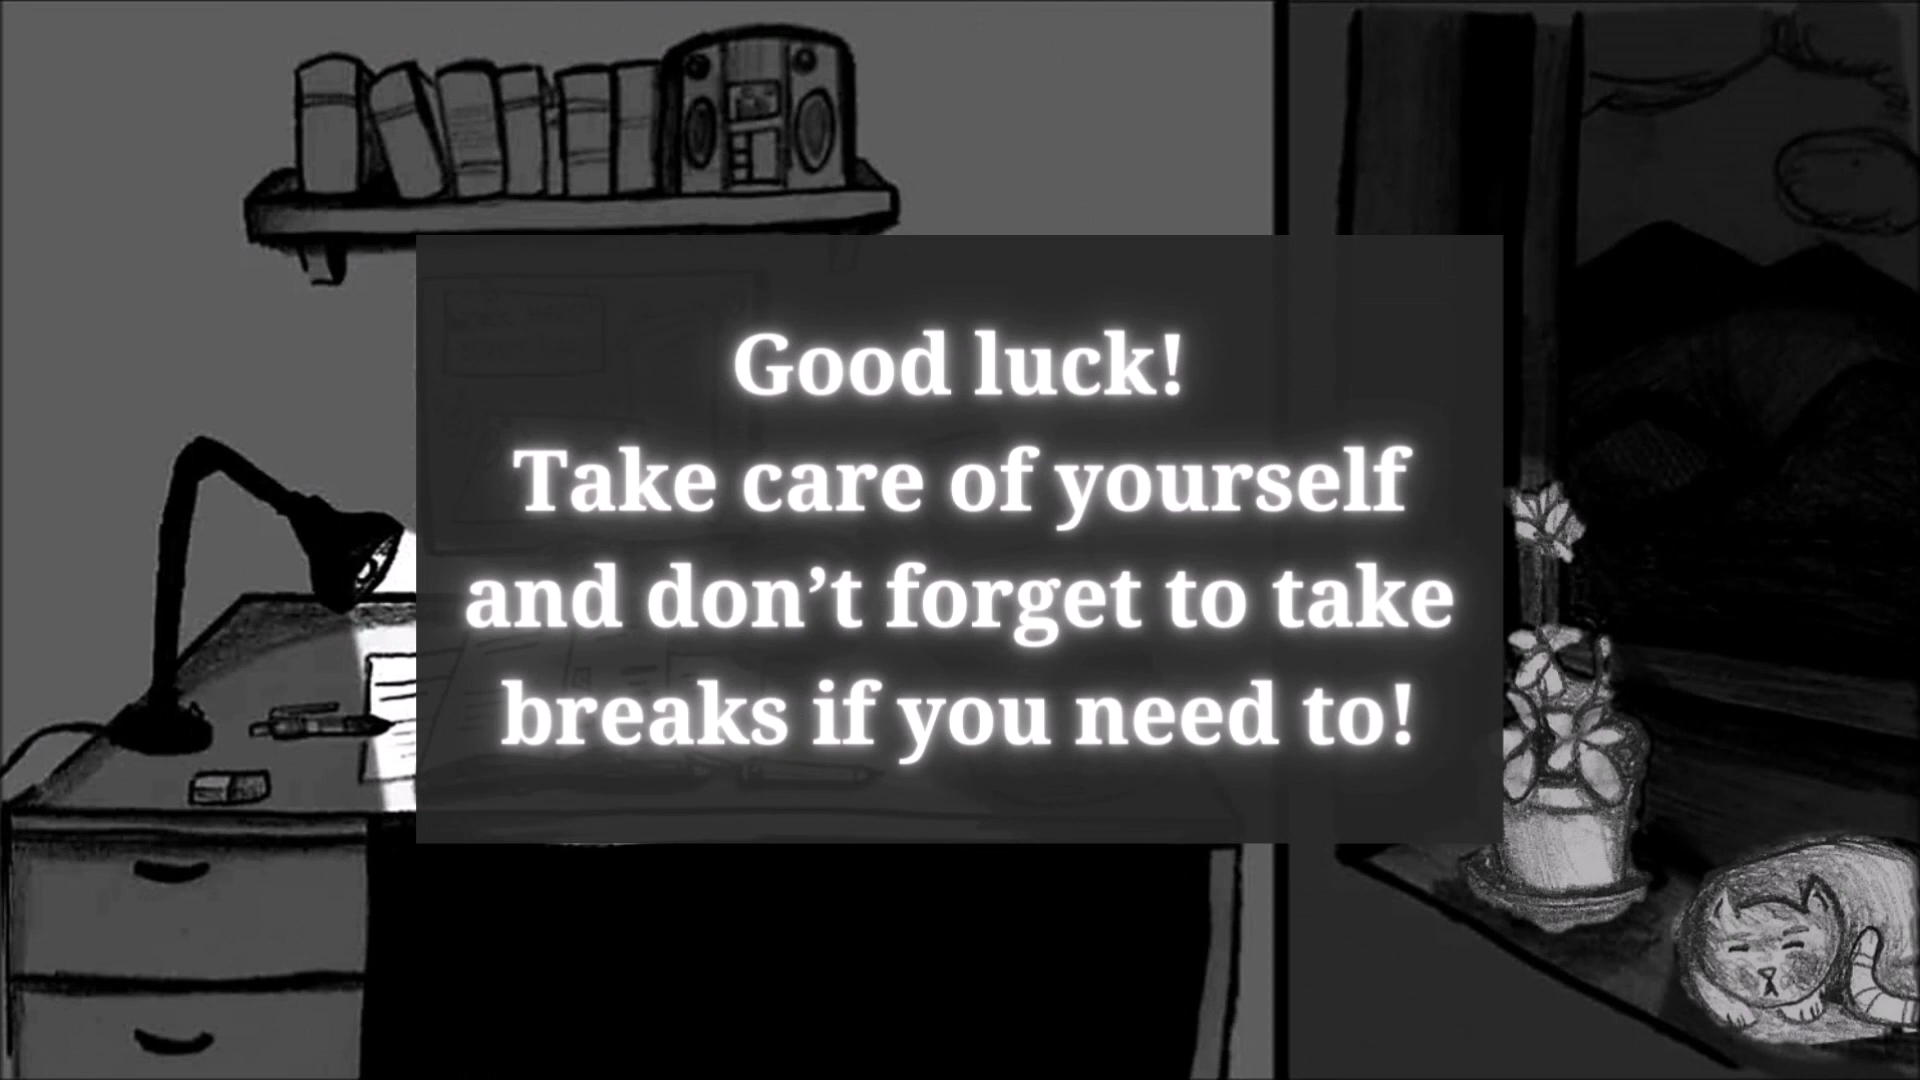 Good luck!
Take care of yourself
and don’t forget to take
breaks if you need to!